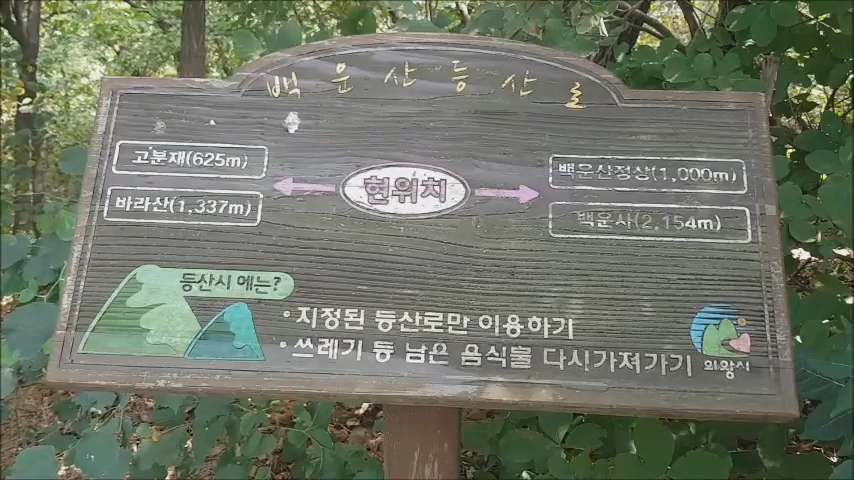 백운산등산로
고분재(625m)
바라산(1,337m)
현위치
백운산정상(1,000m)
백운사(2,154m)
등산시 에는?
· 지정된 등산로만 이용하기
· 쓰레기 등 남은 음식물 다시가져가기
의왕시